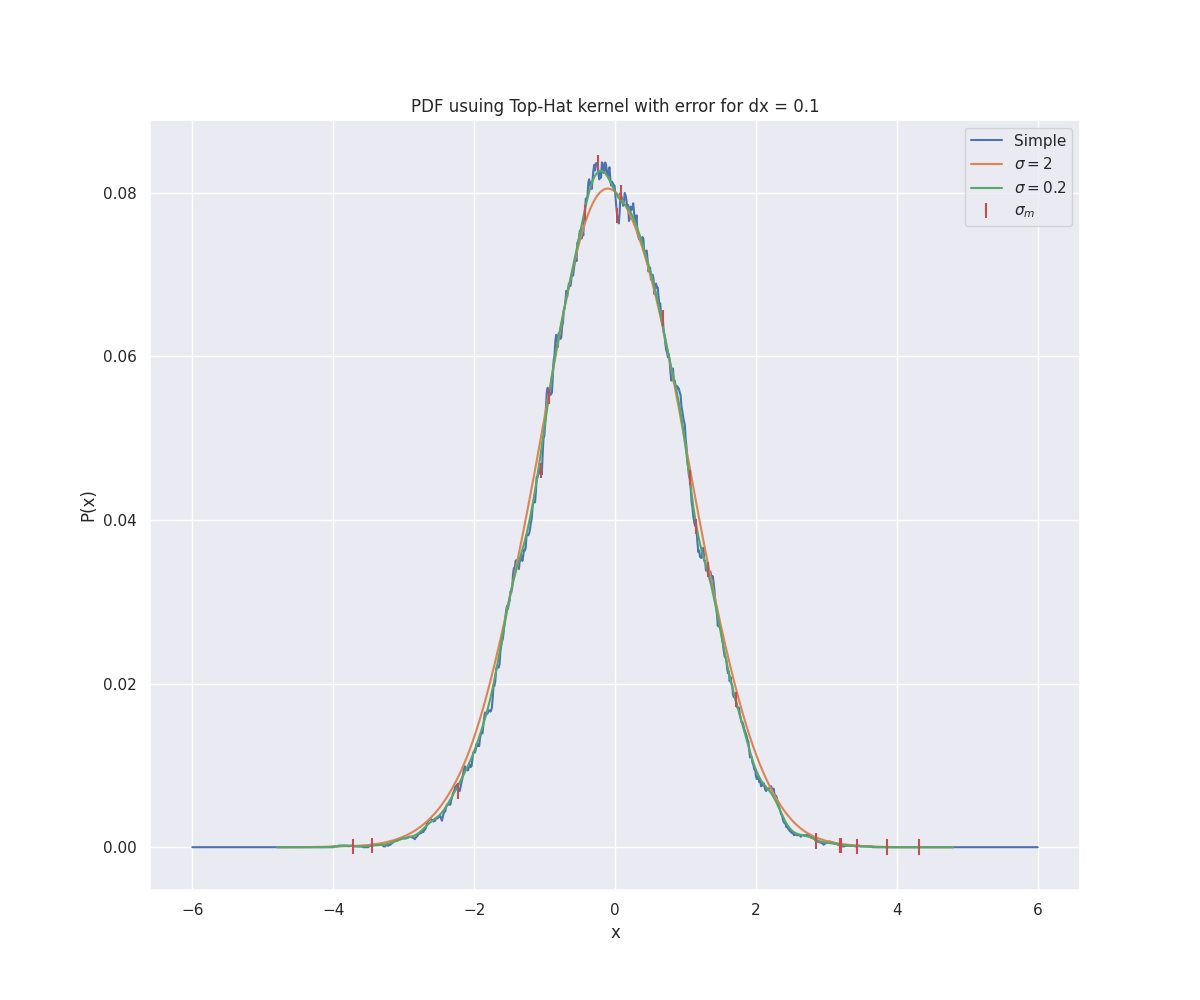 PDF usuing Top-Hat kernel with error for dx = 0.1
Simple
σ = 2
σ = 0.2
σₘ
P(x)
0.08
0.06
0.04
0.02
0.00
−6
−4
−2
0
2
4
6
x